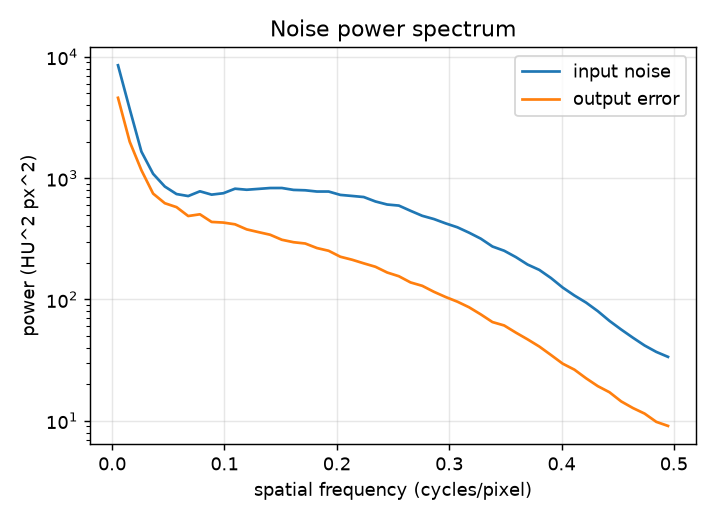 Noise power spectrum
input noise
output error
power (HU^2 px^2)
10^4
10^3
10^2
10^1
0.0 0.1 0.2 0.3 0.4 0.5
spatial frequency (cycles/pixel)